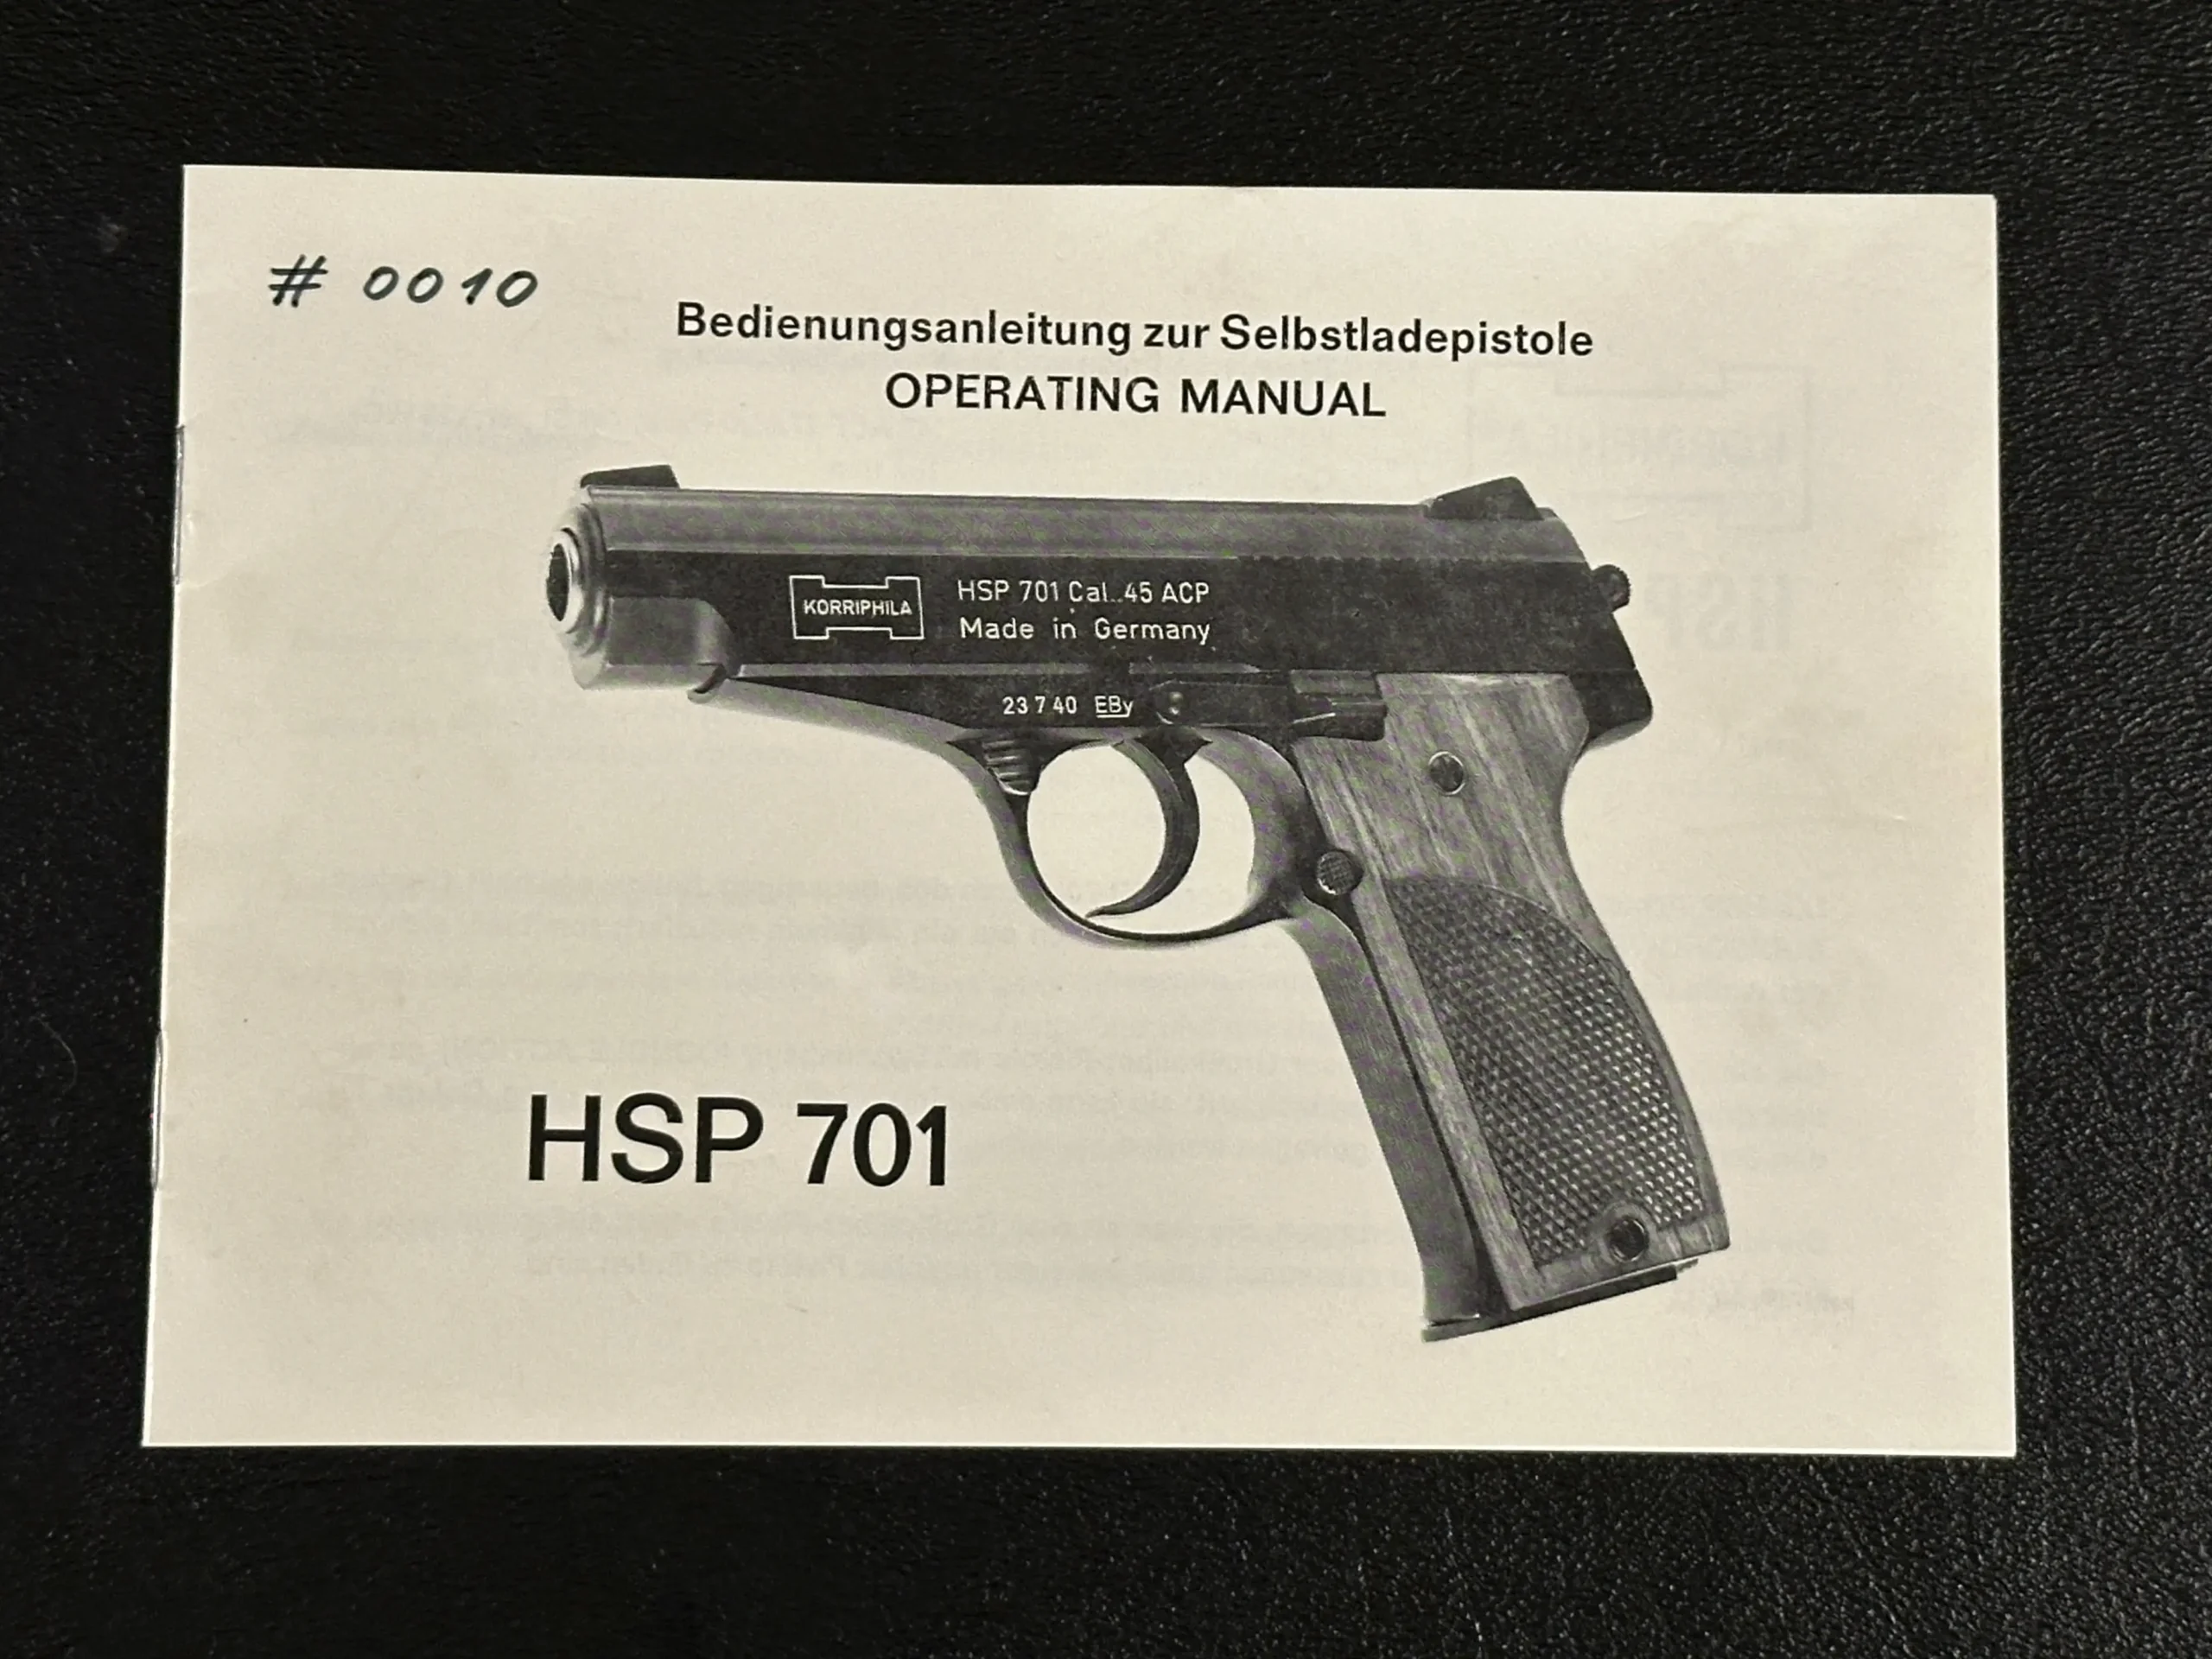 # 0010
Bedienungsanleitung zur Selbstladepistole
OPERATING MANUAL
KORRIPHILA
HSP 701 Cal..45 ACP
Made in Germany
23 7 40 EBy
HSP 701